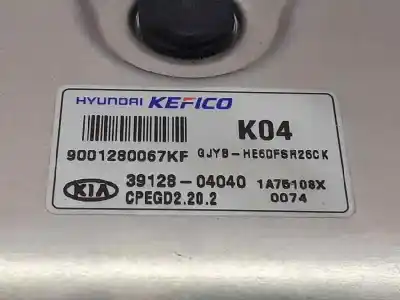 HYUNDAI KEFICO
K04
9001280067KF GJYB-HE6DFSR26CK
KIA 39128-04040 1A75108X
CPEGD2.20.2 0074